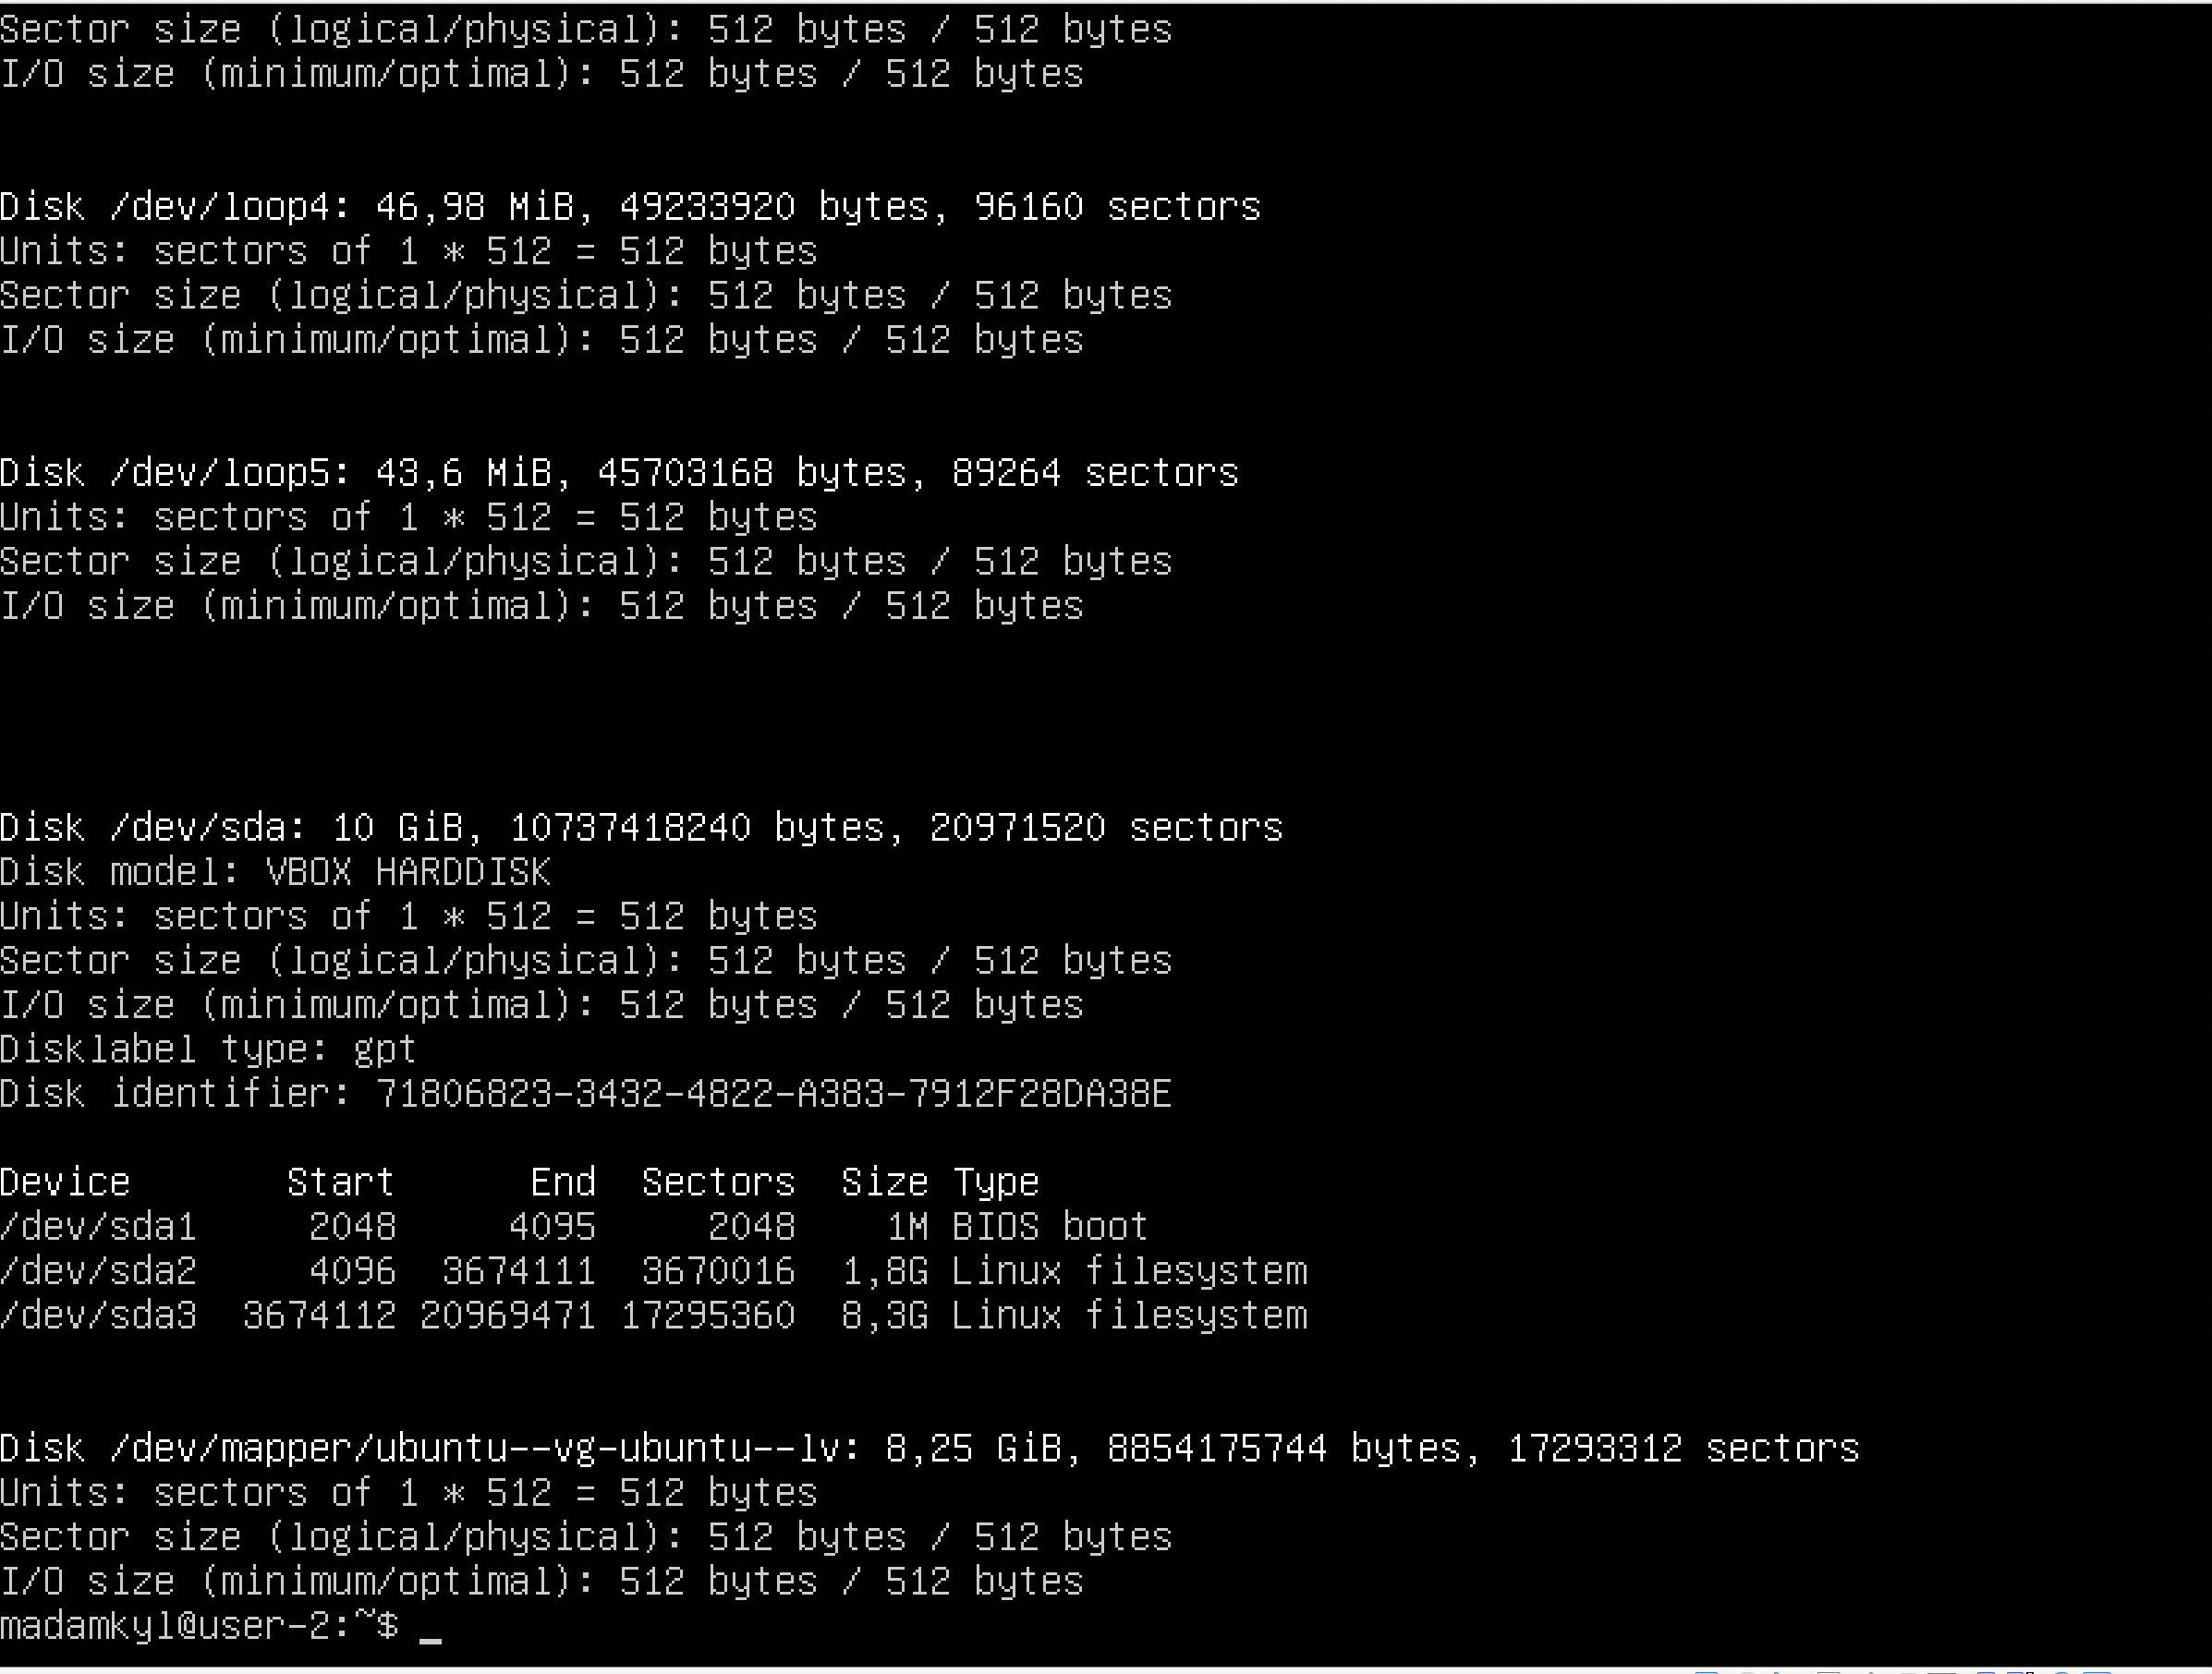 Sector size (logical/physical): 512 bytes / 512 bytes
I/O size (minimum/optimal): 512 bytes / 512 bytes
Disk /dev/loop4: 46,98 MiB, 49233920 bytes, 96160 sectors
Units: sectors of 1 * 512 = 512 bytes
Sector size (logical/physical): 512 bytes / 512 bytes
I/O size (minimum/optimal): 512 bytes / 512 bytes
Disk /dev/loop5: 43,6 MiB, 45703168 bytes, 89264 sectors
Units: sectors of 1 * 512 = 512 bytes
Sector size (logical/physical): 512 bytes / 512 bytes
I/O size (minimum/optimal): 512 bytes / 512 bytes
Disk /dev/sda: 10 GiB, 10737418240 bytes, 20971520 sectors
Disk model: VBOX HARDDISK
Units: sectors of 1 * 512 = 512 bytes
Sector size (logical/physical): 512 bytes / 512 bytes
I/O size (minimum/optimal): 512 bytes / 512 bytes
Disklabel type: gpt
Disk identifier: 71806823-3432-4822-A383-7912F28DA38E
Device Start End Sectors Size Type
/dev/sda1 2048 4095 2048 1M BIOS boot
/dev/sda2 4096 3674111 3670016 1,8G Linux filesystem
/dev/sda3 3674112 20969471 17295360 8,3G Linux filesystem
Disk /dev/mapper/ubuntu--vg-ubuntu--lv: 8,25 GiB, 8854175744 bytes, 17293312 sectors
Units: sectors of 1 * 512 = 512 bytes
Sector size (logical/physical): 512 bytes / 512 bytes
I/O size (minimum/optimal): 512 bytes / 512 bytes
madamkyl@user-2:~$ _